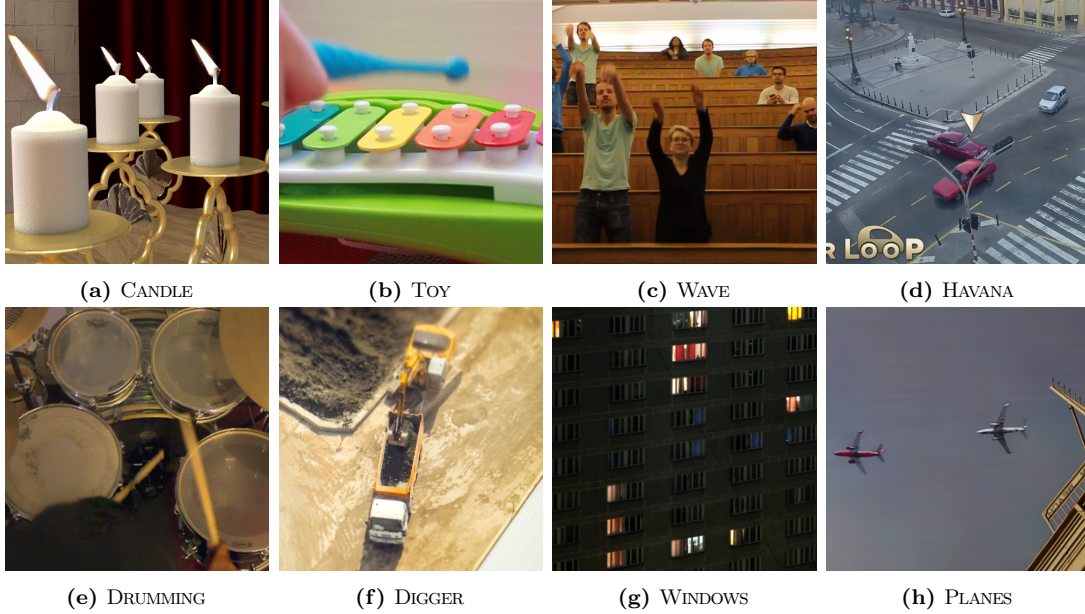 (a) CANDLE
(b) TOY
(c) WAVE
(d) HAVANA
R LOOP
(e) DRUMMING
(f) DIGGER
(g) WINDOWS
(h) PLANES